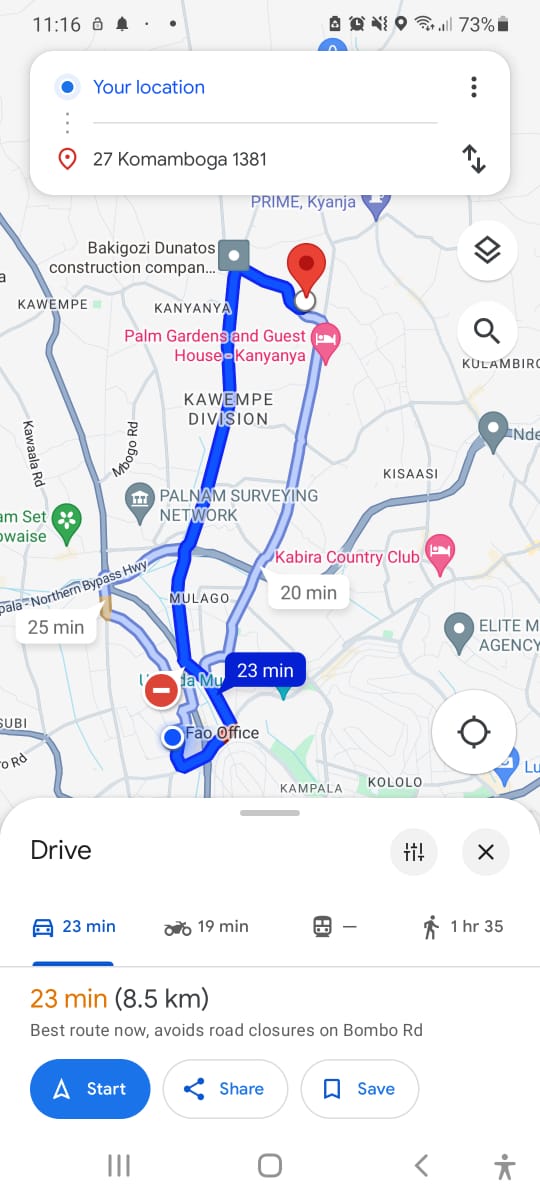 11:16
73%
Your location
27 Komamboga 1381
PRIME, Kyanja
Bakigozi Dunatos
construction compan...
KAWEMPE
KANYANYA
Palm Gardens and Guest
House - Kanyanya
KULAMBIRO
KAWEMPE
DIVISION
Kawaala Rd
Mbogo Rd
Nde
KISAASI
PALNAM SURVEYING
NETWORK
am Set
owaise
Kabira Country Club
pala - Northern Bypass Hwy
20 min
MULAGO
25 min
ELITE M
AGENCY
23 min
da Mu
SUBI
Fao Office
o Rd
Lu
KOLOLO
KAMPALA
Drive
23 min
19 min
—
1 hr 35
23 min (8.5 km)
Best route now, avoids road closures on Bombo Rd
Start
Share
Save